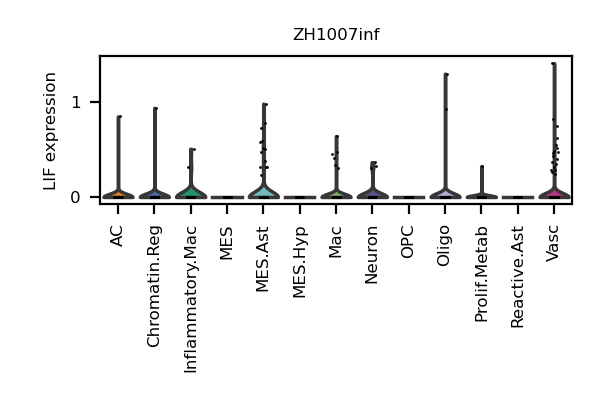 ZH1007inf
LIF expression
1
0
AC
Chromatin.Reg
Inflammatory.Mac
MES
MES.Ast
MES.Hyp
Mac
Neuron
OPC
Oligo
Prolif.Metab
Reactive.Ast
Vasc